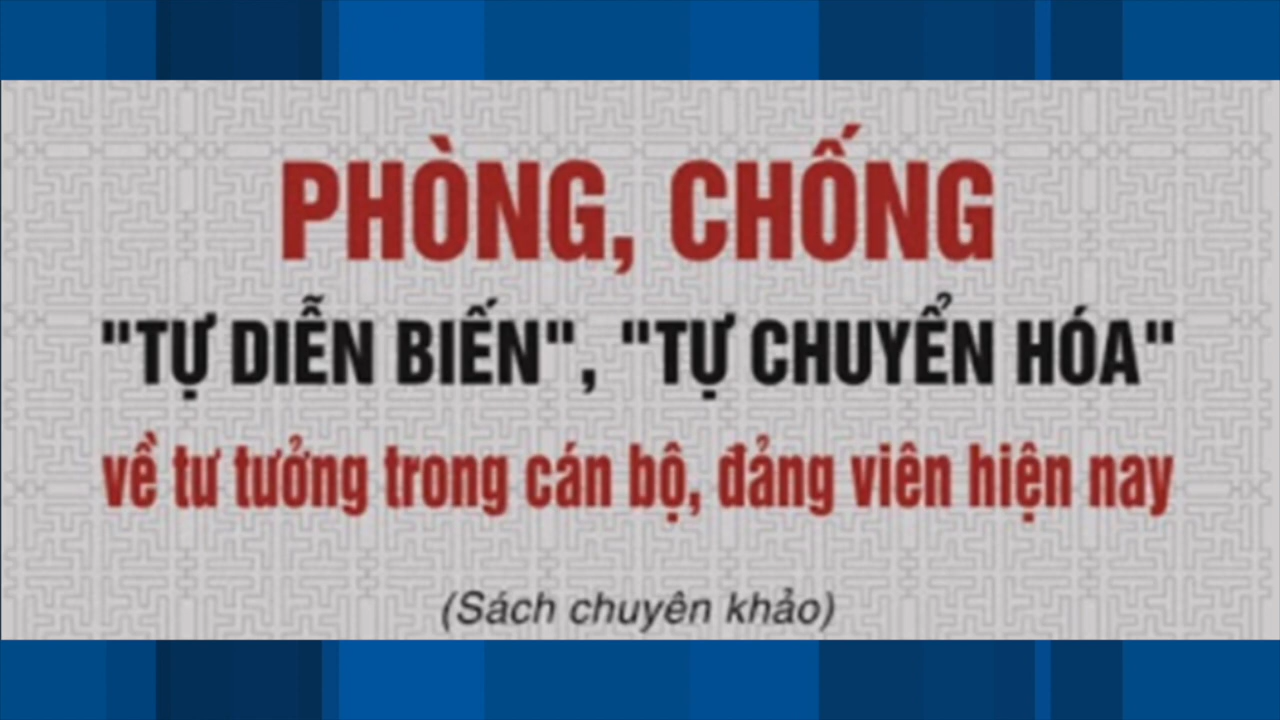 PHÒNG, CHỐNG
"TỰ DIỄN BIẾN", "TỰ CHUYỂN HÓA"
về tư tưởng trong cán bộ, đảng viên hiện nay
(Sách chuyên khảo)